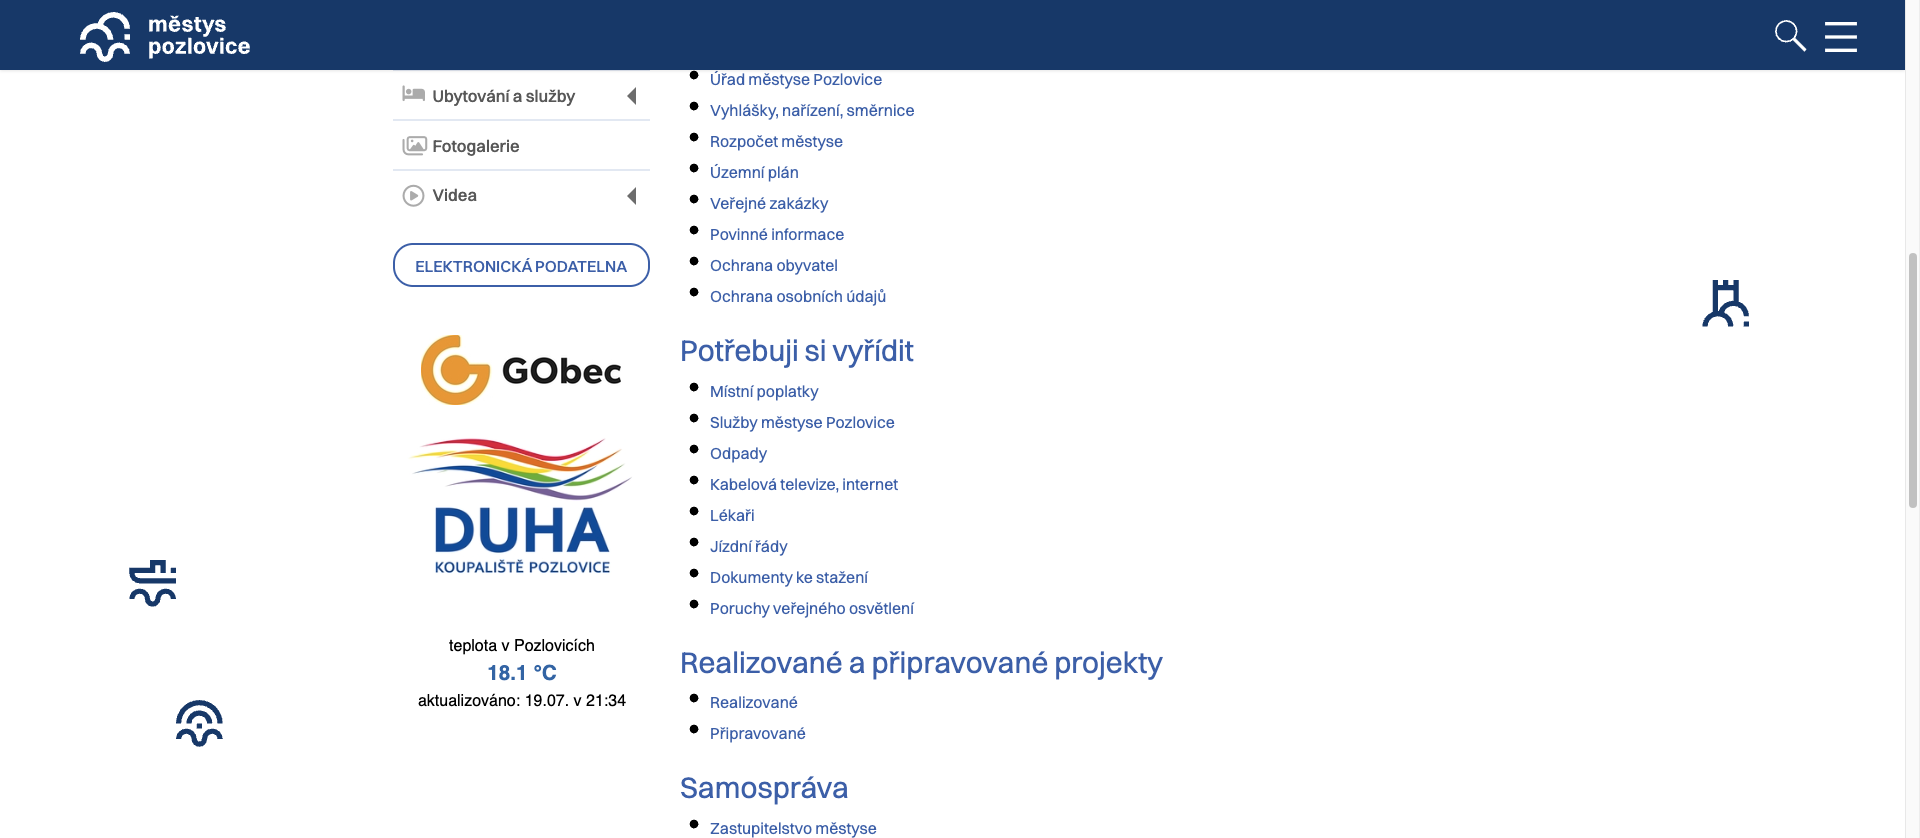 městys
pozlovice
Ubytování a služby
Fotogalerie
Videa
ELEKTRONICKÁ PODATELNA
GObec
DUHA
KOUPALIŠTĚ POZLOVICE
teplota v Pozlovicích
18.1 °C
aktualizováno: 19.07. v 21:34
Úřad městyse Pozlovice
Vyhlášky, nařízení, směrnice
Rozpočet městyse
Územní plán
Veřejné zakázky
Povinné informace
Ochrana obyvatel
Ochrana osobních údajů
Potřebuji si vyřídit
Místní poplatky
Služby městyse Pozlovice
Odpady
Kabelová televize, internet
Lékaři
Jízdní řády
Dokumenty ke stažení
Poruchy veřejného osvětlení
Realizované a připravované projekty
Realizované
Připravované
Samospráva
Zastupitelstvo městyse